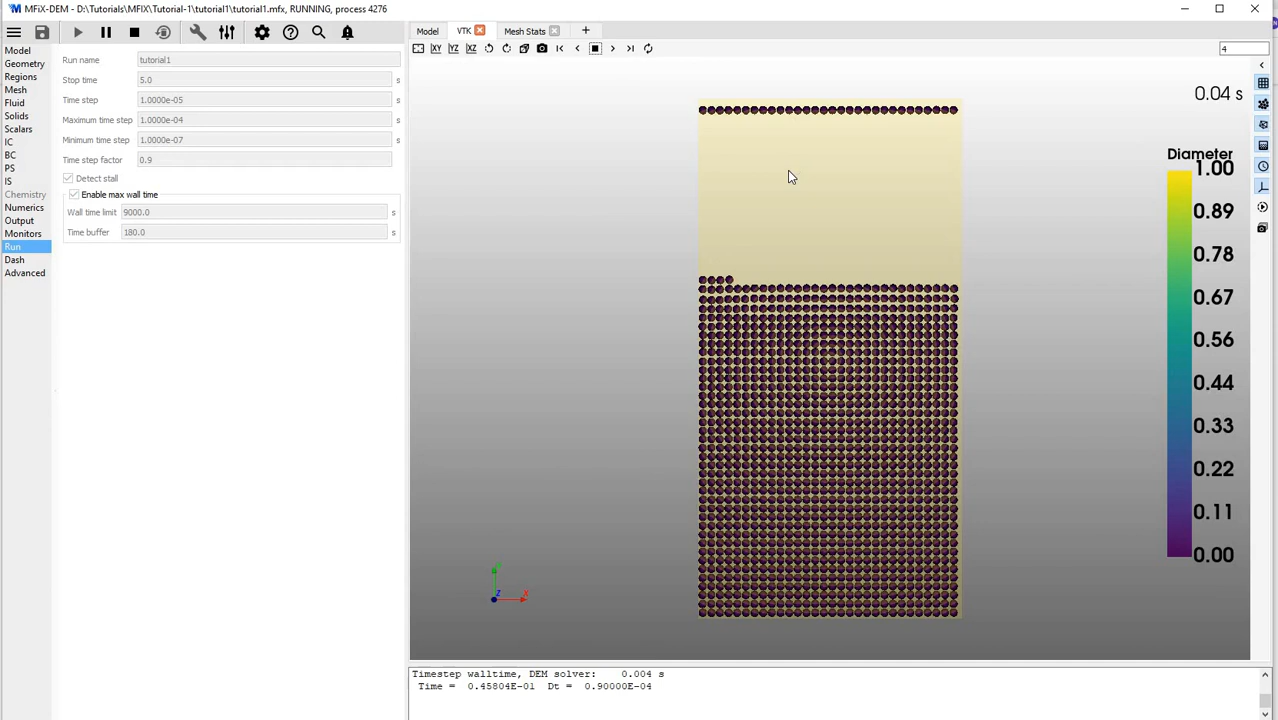 MFiX-DEM - D:\Tutorials\MFIX\Tutorial-1\tutorial1\tutorial1.mfx, RUNNING, process 4276
Model
Geometry
Regions
Mesh
Fluid
Solids
Scalars
IC
BC
PS
IS
Chemistry
Numerics
Output
Monitors
Run
Dash
Advanced
Run name tutorial1
Stop time 5.0 s
Time step 1.0000e-05 s
Maximum time step 1.0000e-04 s
Minimum time step 1.0000e-07 s
Time step factor 0.9
Detect stall
Enable max wall time
Wall time limit 9000.0 s
Time buffer 180.0 s
Model VTK Mesh Stats +
XY YZ XZ 4
0.04 s
Diameter
1.00
0.89
0.78
0.67
0.56
0.44
0.33
0.22
0.11
0.00
Z X
Timestep walltime, DEM solver: 0.004 s
Time = 0.45804E-01 Dt = 0.90000E-04